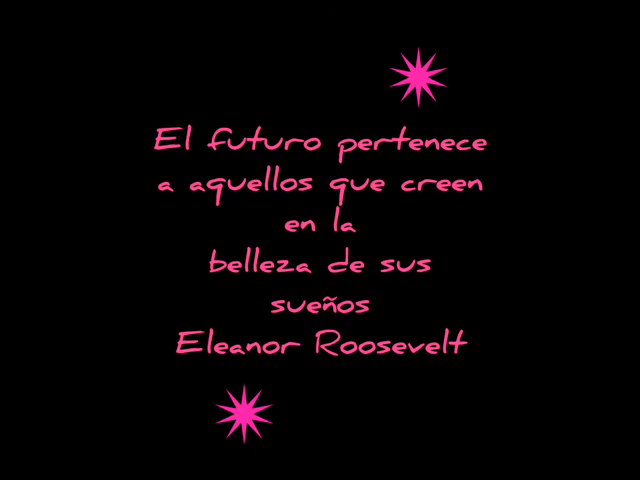 El futuro pertenece
a aquellos que creen
en la
belleza de sus
sueños
Eleanor Roosevelt